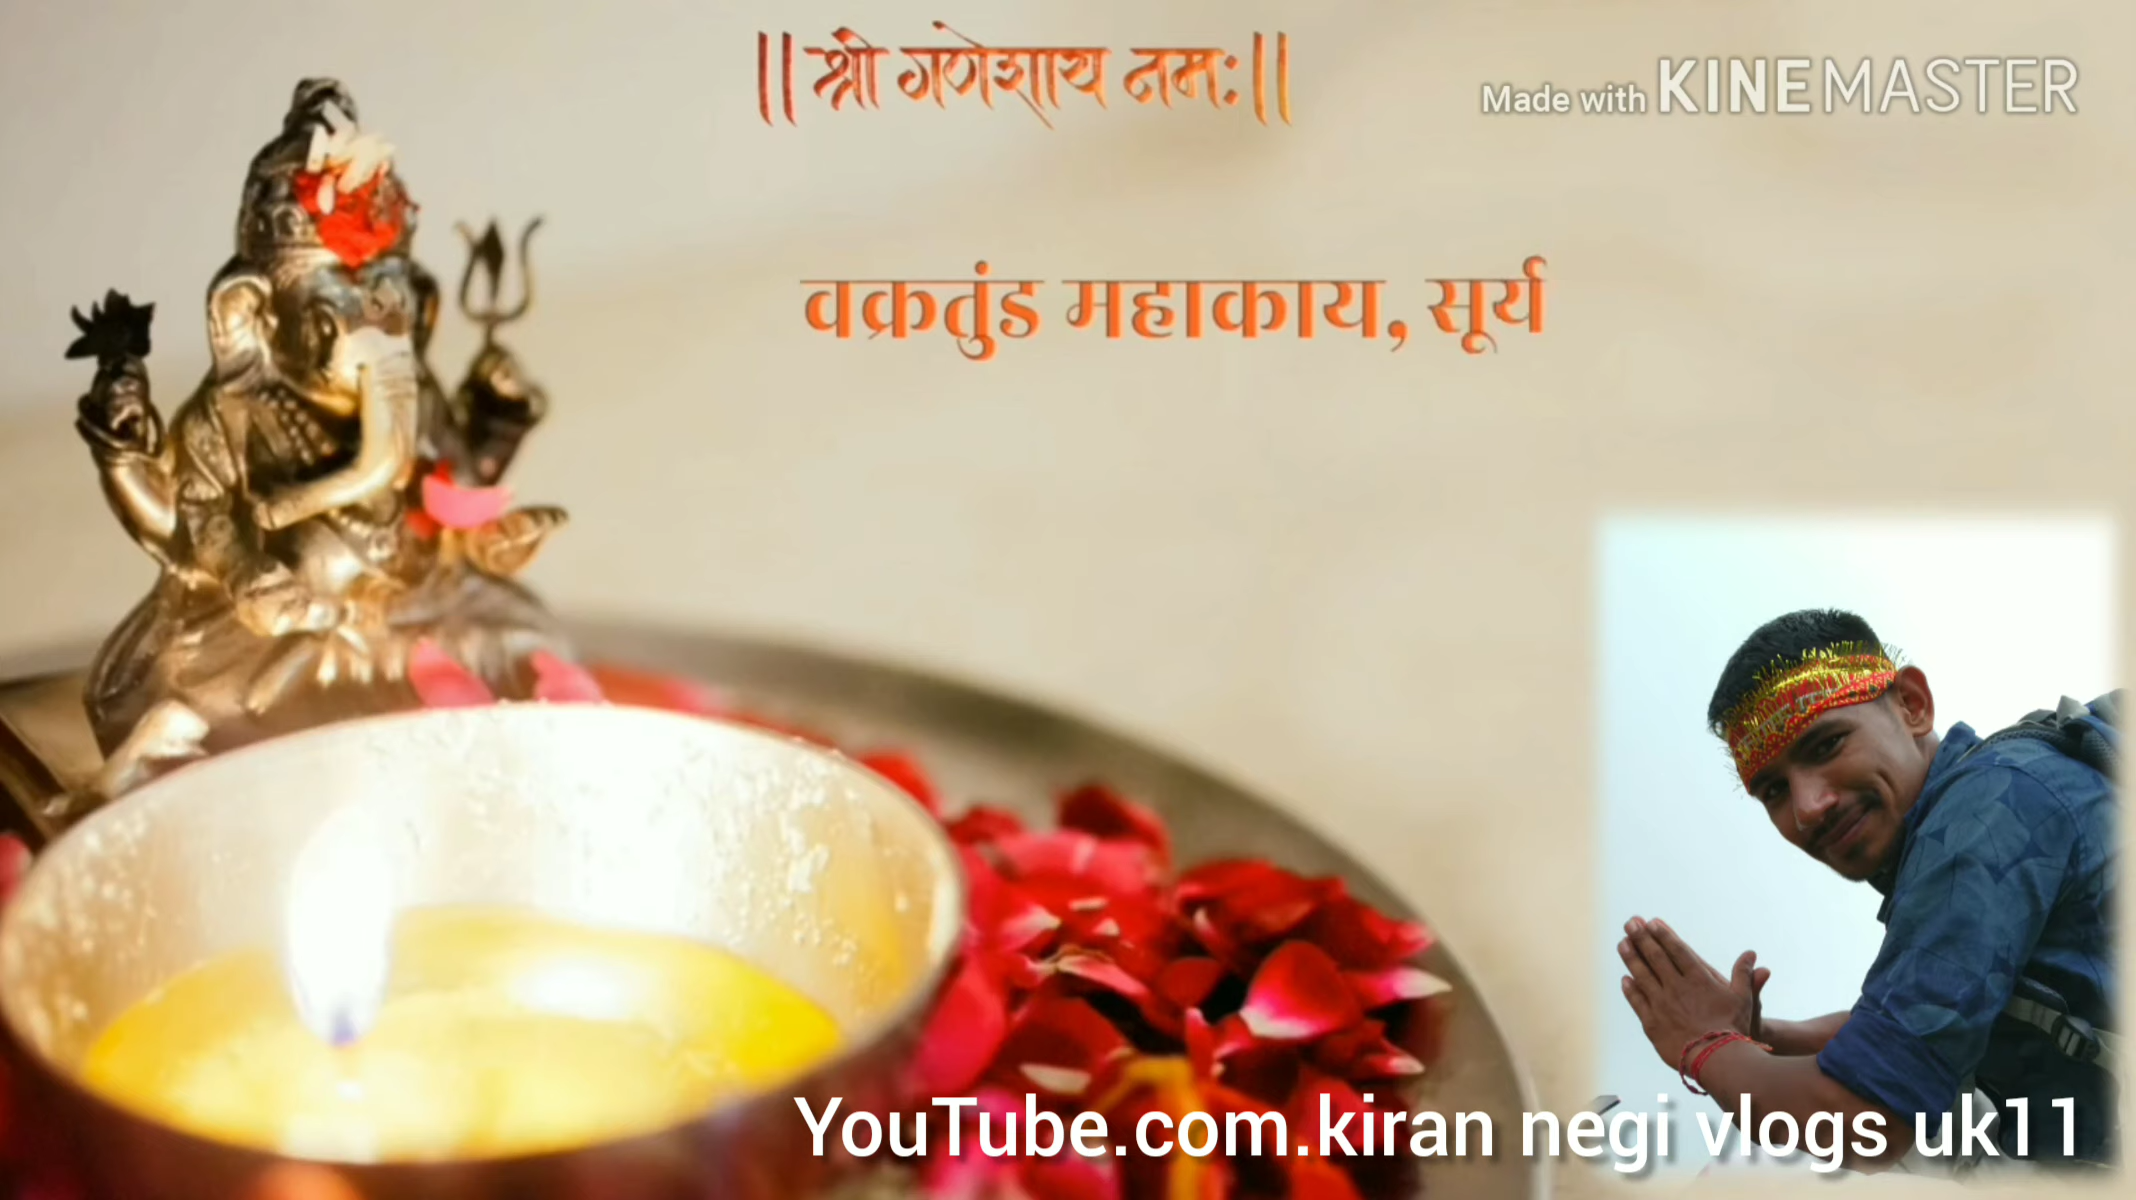 ||श्री गणेशाय नमः||
Made with KINEMASTER
वक्रतुंड महाकाय, सूर्य
YouTube.com.kiran negi vlogs uk11